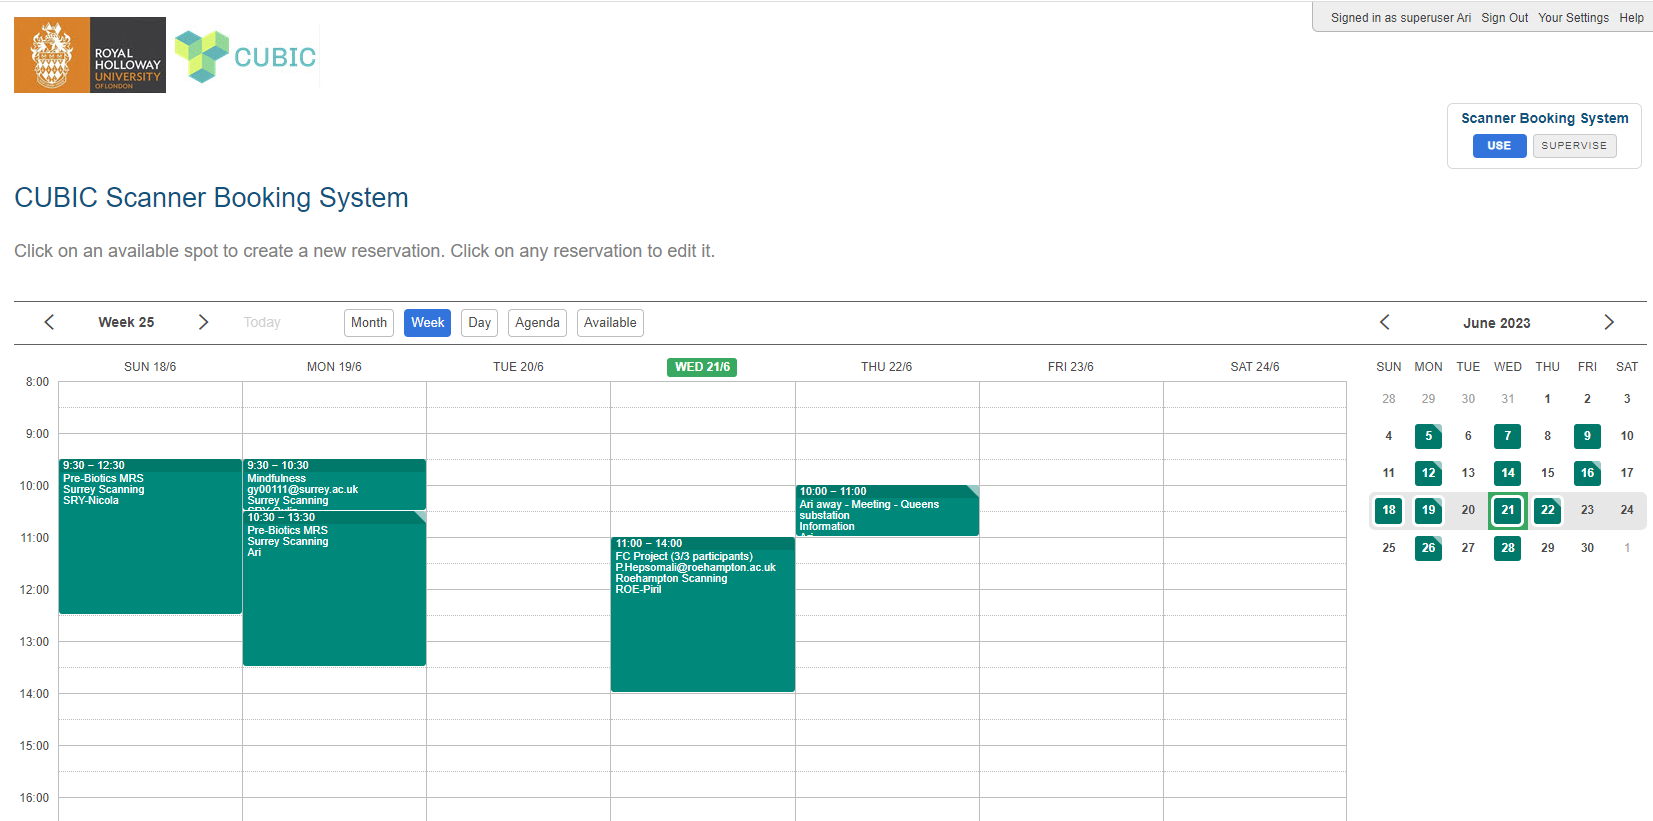 Signed in as superuser Ari Sign Out Your Settings Help
ROYAL
HOLLOWAY
UNIVERSITY
OF LONDON
CUBIC
Scanner Booking System
USE SUPERVISE
CUBIC Scanner Booking System
Click on an available spot to create a new reservation. Click on any reservation to edit it.
Week 25 Today Month Week Day Agenda Available
SUN 18/6 MON 19/6 TUE 20/6 WED 21/6 THU 22/6 FRI 23/6 SAT 24/6
8:00
9:00
10:00
11:00
12:00
13:00
14:00
15:00
16:00
9:30 – 12:30
Pre-Biotics MRS
Surrey Scanning
SRY-Nicola
9:30 – 10:30
Mindfulness
gy00111@surrey.ac.uk
Surrey Scanning
10:30 – 13:30
Pre-Biotics MRS
Surrey Scanning
Ari
11:00 – 14:00
FC Project (3/3 participants)
P.Hepsomali@roehampton.ac.uk
Roehampton Scanning
ROE-Piril
10:00 – 11:00
Ari away - Meeting - Queens
substation
Information
Ari
June 2023
SUN MON TUE WED THU FRI SAT
28 29 30 31 1 2 3
4 5 6 7 8 9 10
11 12 13 14 15 16 17
18 19 20 21 22 23 24
25 26 27 28 29 30 1